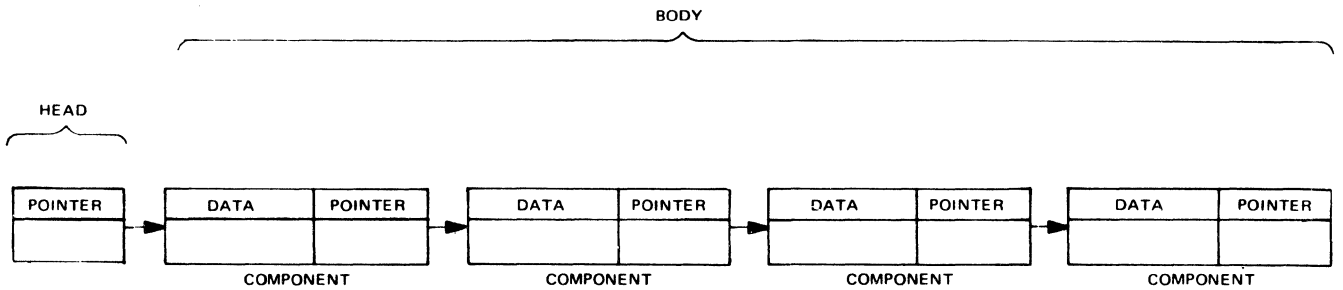 BODY
HEAD
POINTER DATA POINTER DATA POINTER DATA POINTER DATA POINTER
COMPONENT COMPONENT COMPONENT COMPONENT